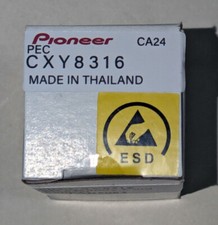 Pioneer CA24
PEC
CXY8316
MADE IN THAILAND
ESD